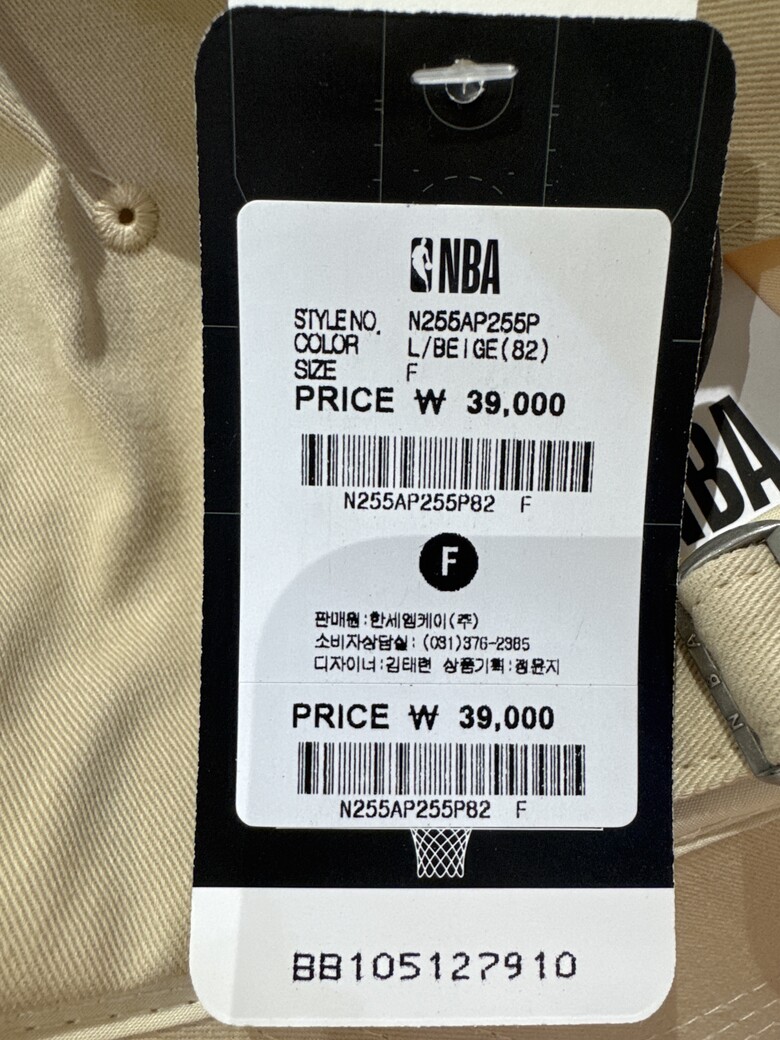 NBA
STYLE NO. N255AP255P
COLOR L/BEIGE(82)
SIZE F
PRICE ₩ 39,000
N255AP255P82 F
F
판매원:한세엠케이(주)
소비자상담실: (031)376-2385
디자이너:김태련 상품기획:정윤지
PRICE ₩ 39,000
N255AP255P82 F
BB105127910
NBA
NBA